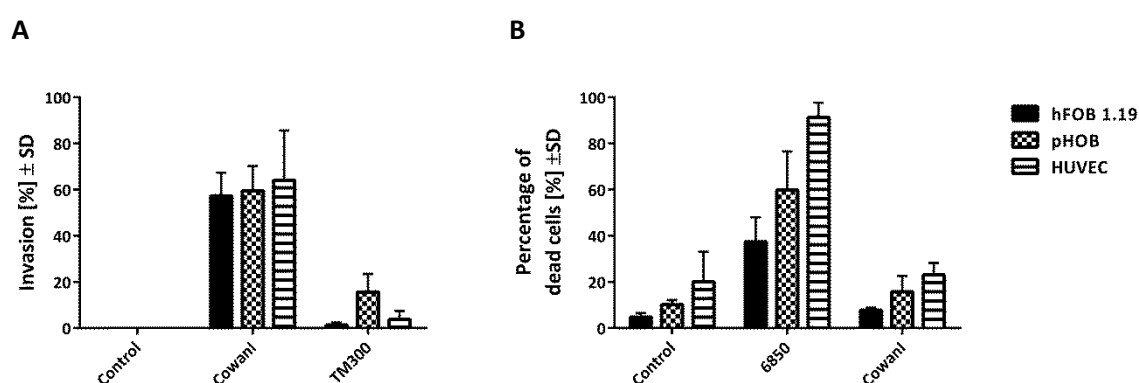 A
B
Invasion [%] ± SD
100
80
60
40
20
0
Control
CowanI
TM300
Percentage of
dead cells [%] ±SD
100
80
60
40
20
0
Control
6850
CowanI
hFOB 1.19
pHOB
HUVEC